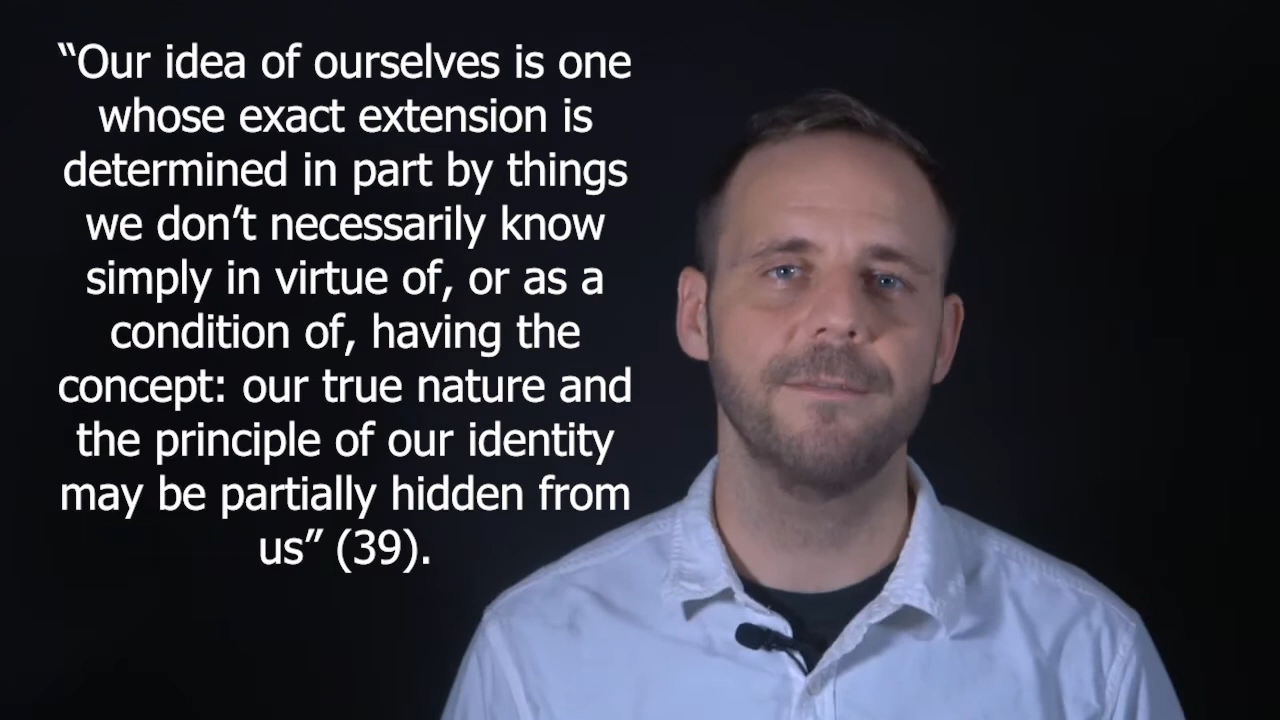 “Our idea of ourselves is one
whose exact extension is
determined in part by things
we don’t necessarily know
simply in virtue of, or as a
condition of, having the
concept: our true nature and
the principle of our identity
may be partially hidden from
us” (39).